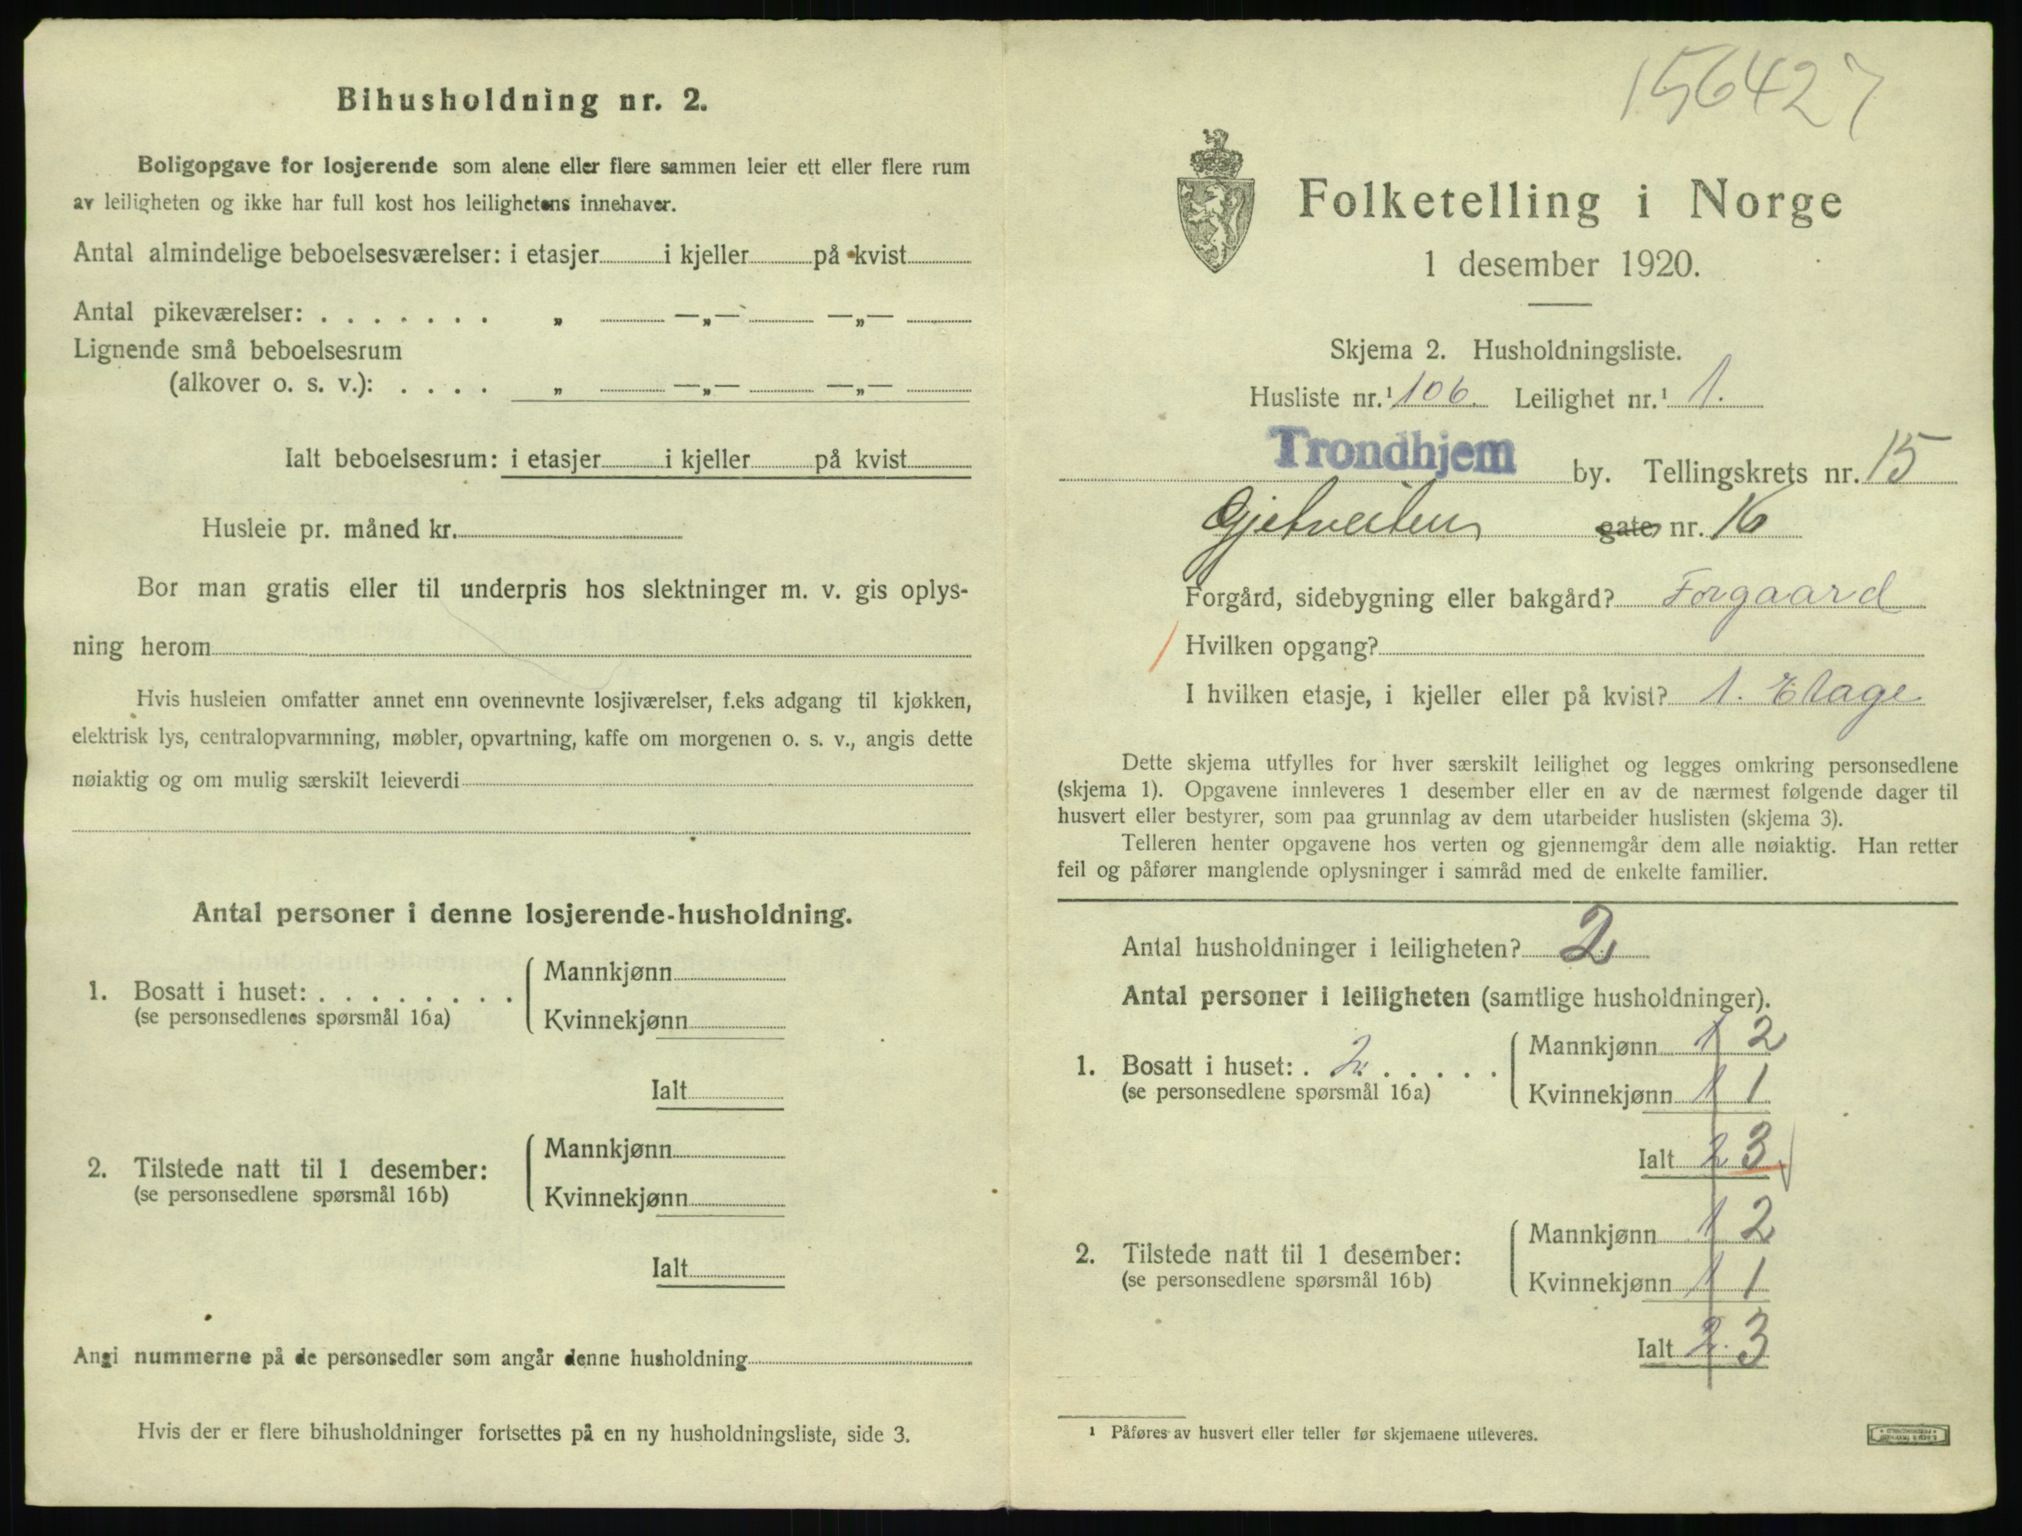 Bihusholdning nr. 2.
Boligopgave for losjerende som alene eller flere sammen leier ett eller flere rum
av leiligheten og ikke har full kost hos leilighetens innehaver.
Antal almindelige beboelsesværelser: i etasjer i kjeller på kvist
Antal pikeværelser: . . . . . . . „ —„— —„—
Lignende små beboelsesrum
(alkover o. s. v.): . . . . „ —„— —„—
Ialt beboelsesrum: i etasjer i kjeller på kvist
Husleie pr. måned kr.
Bor man gratis eller til underpris hos slektninger m. v. gis oplys-
ning herom
Hvis husleien omfatter annet enn ovennevnte losjiværelser, f.eks adgang til kjøkken,
elektrisk lys, centralopvarmning, møbler, opvartning, kaffe om morgenen o. s. v., angis dette
nøiaktig og om mulig særskilt leieverdi
Antal personer i denne losjerende-husholdning.
1. Bosatt i huset: . . . . . . . .
(se personsedlenes spørsmål 16a)
Mannkjønn
Kvinnekjønn
Ialt
2. Tilstede natt til 1 desember:
(se personsedlene spørsmål 16b)
Mannkjønn
Kvinnekjønn
Ialt
Angi nummerne på de personsedler som angår denne husholdning
Hvis der er flere bihusholdninger fortsettes på en ny husholdningsliste, side 3.
156427
Folketelling i Norge
1 desember 1920.
Skjema 2. Husholdningsliste.
Husliste nr.¹ 106. Leilighet nr.¹ 1.
Trondhjem by. Tellingskrets nr. 15
Gjetveiten gate nr. 16
Forgård, sidebygning eller bakgård? Forgaard
Hvilken opgang?
I hvilken etasje, i kjeller eller på kvist? 1. Etage
Dette skjema utfylles for hver særskilt leilighet og legges omkring personsedlene
(skjema 1). Opgavene innleveres 1 desember eller en av de nærmest følgende dager til
husvert eller bestyrer, som paa grunnlag av dem utarbeider huslisten (skjema 3).
Telleren henter opgavene hos verten og gjennemgår dem alle nøiaktig. Han retter
feil og påfører manglende oplysninger i samråd med de enkelte familier.
Antal husholdninger i leiligheten? 2
Antal personer i leiligheten (samtlige husholdninger).
1. Bosatt i huset: . 2. . . . . .
(se personsedlene spørsmål 16a)
Mannkjønn 1 2
Kvinnekjønn 1 1
Ialt 2 3
2. Tilstede natt til 1 desember:
(se personsedlene spørsmål 16b)
Mannkjønn 1 2
Kvinnekjønn 1 1
Ialt 2. 3
¹ Påføres av husvert eller teller før skjemaene utleveres.